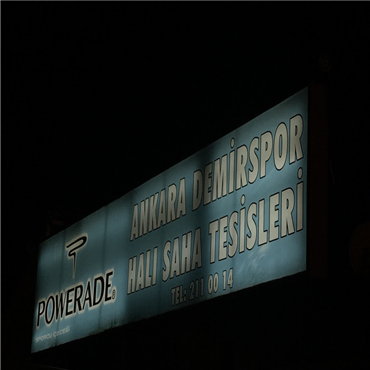 ANKARA DEMİRSPOR
HALI SAHA TESİSLERİ
TEL: 211 00 14
POWERADE®